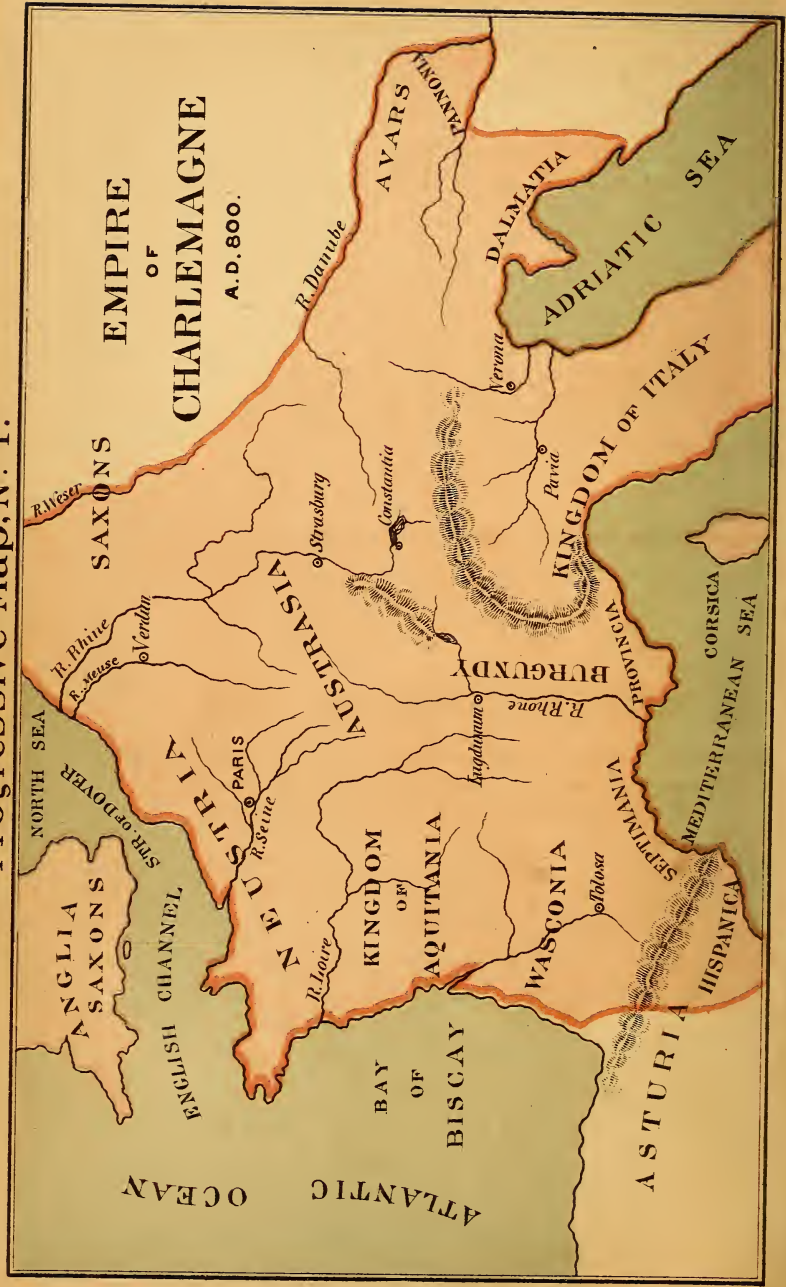 Progressive Map, No. 1.
EMPIRE
OF
CHARLEMAGNE
A.D. 800.
NORTH SEA
STR. OF DOVER
ANGLIA
SAXONS
ENGLISH CHANNEL
ATLANTIC OCEAN
BAY
OF
BISCAY
R. Weser
SAXONS
R. Rhine
R. Meuse
Verdun
NEUSTRIA
PARIS
R. Seine
AUSTRASIA
Strasburg
Constantia
R. Danube
AVARS
PANNONIA
R. Loire
KINGDOM
OF
AQUITANIA
Lugdunum
R. Rhone
BURGUNDY
Verona
Pavia
DALMATIA
ADRIATIC SEA
KINGDOM OF ITALY
WASCONIA
Tolosa
SEPTIMANIA
PROVINCIA
CORSICA
MEDITERRANEAN SEA
ASTURIA
HISPANICA